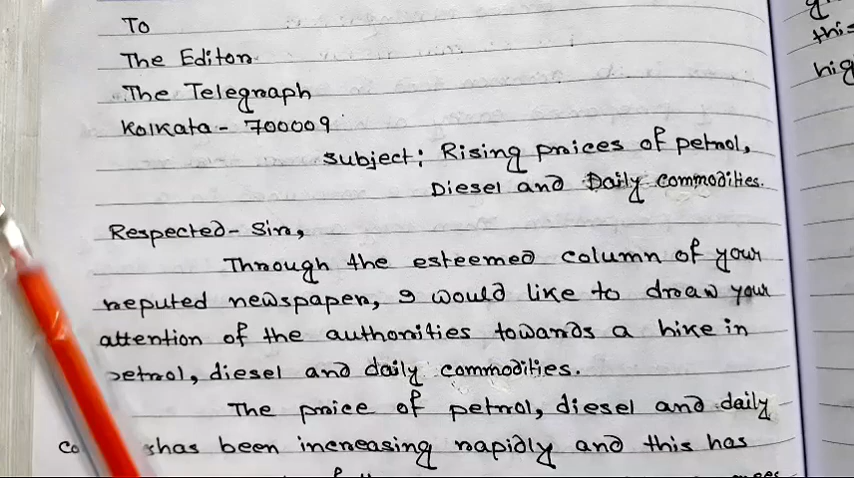 To
The Editor
The Telegraph
Kolkata - 700009
Subject: Rising prices of petrol,
Diesel and Daily commodities.
Respected - Sir,
Through the esteemed column of your
reputed newspaper, I would like to draw your
attention of the authorities towards a hike in
petrol, diesel and daily commodities.
The price of petrol, diesel and daily
has been increasing rapidly and this has
this